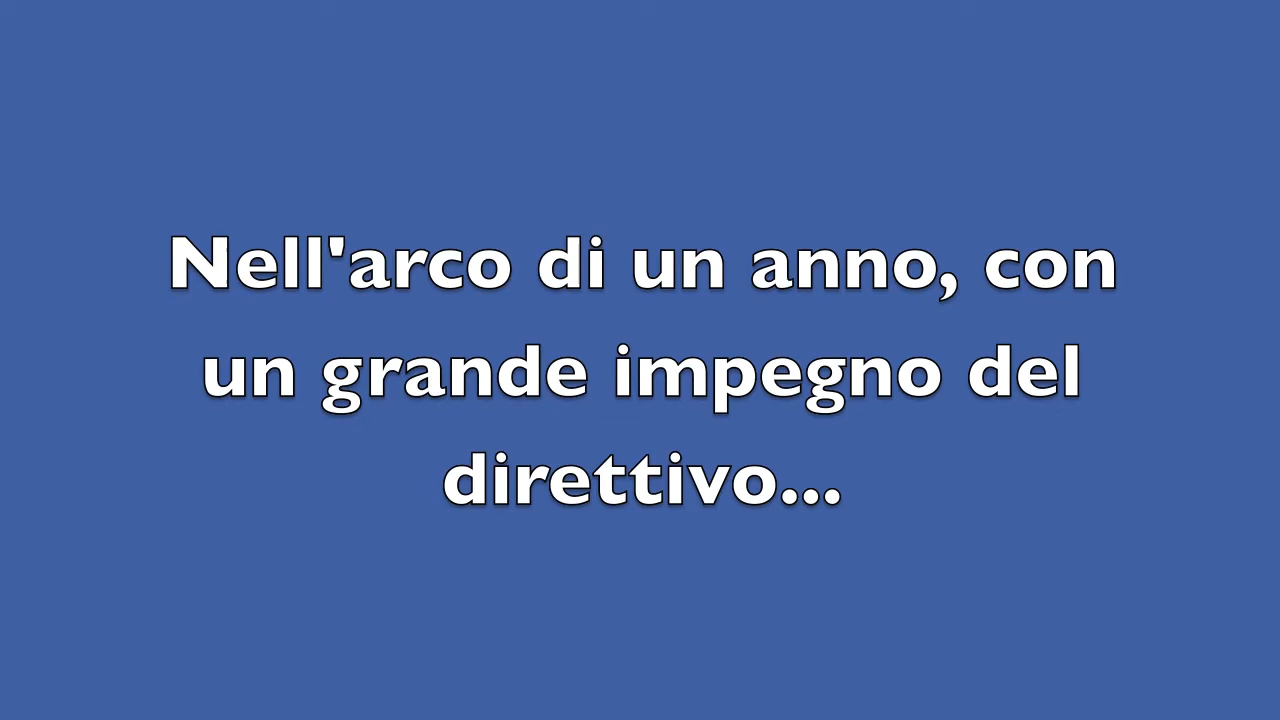 Nell'arco di un anno, con
un grande impegno del
direttivo...